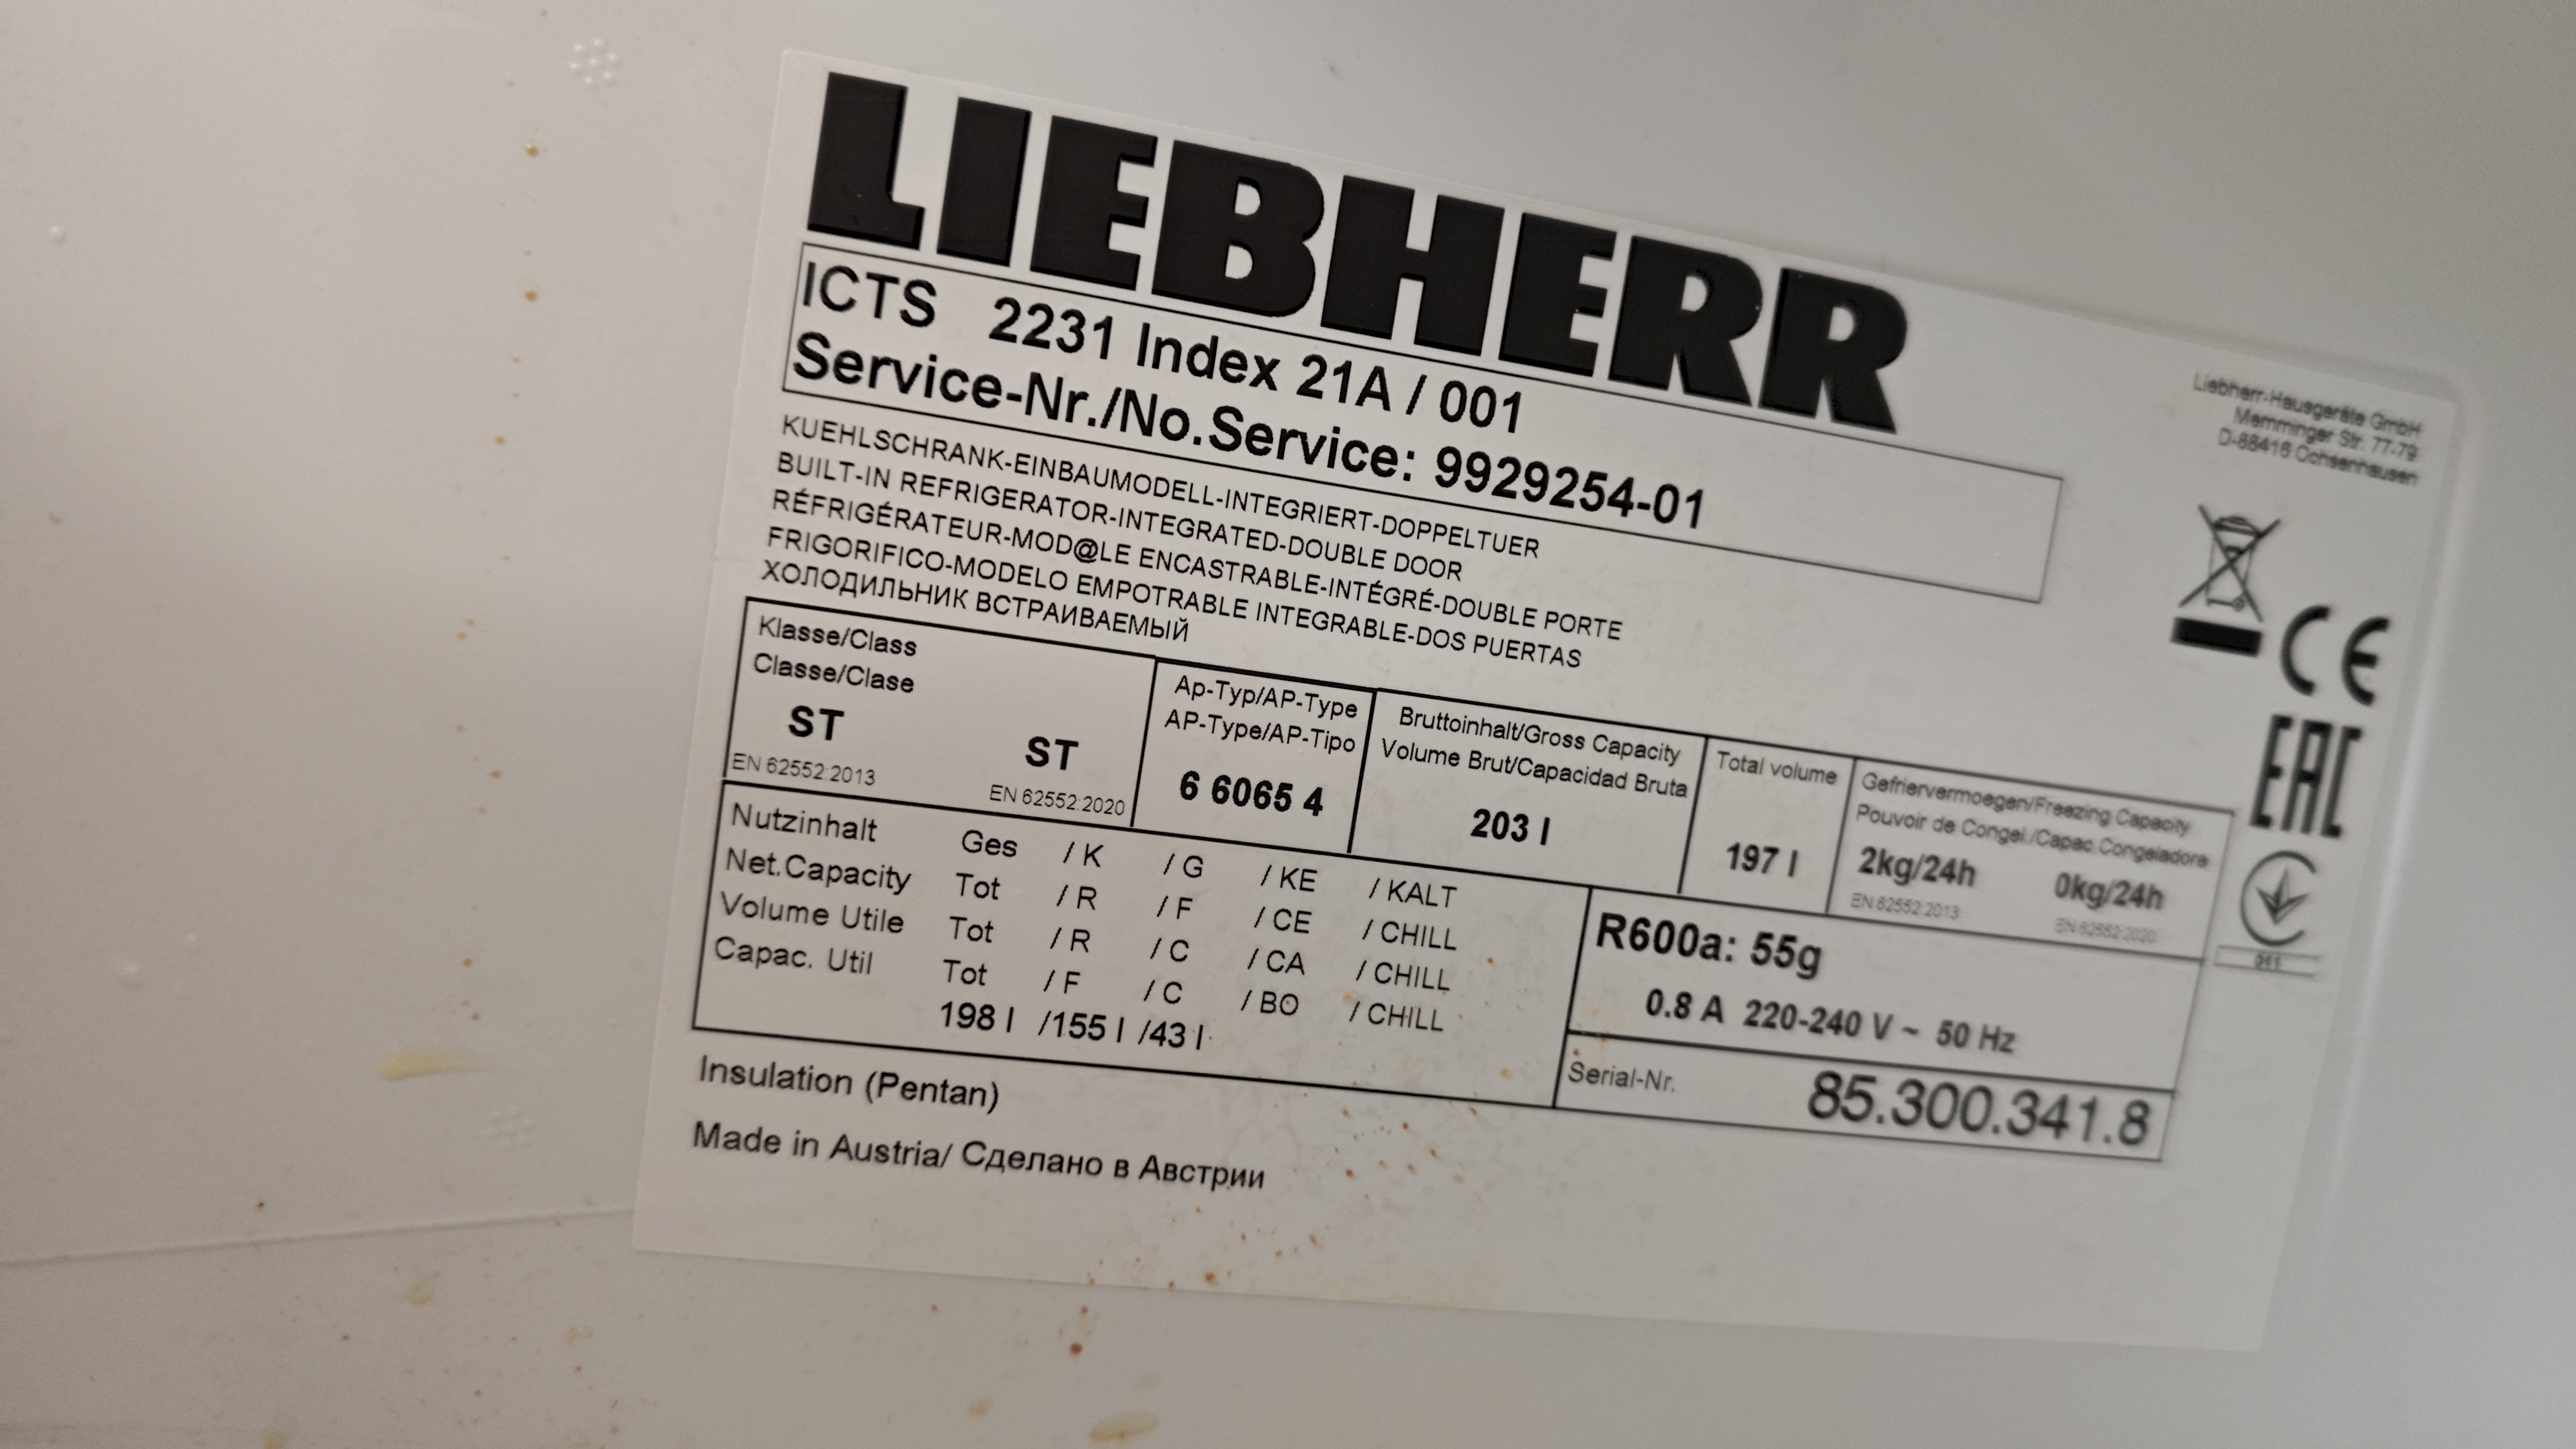 LIEBHERR
ICTS 2231 Index 21A / 001
Service-Nr./No.Service: 9929254-01
Liebherr-Hausgeräte GmbH
Memminger Str. 77-79
D-88416 Ochsenhausen
KUEHLSCHRANK-EINBAUMODELL-INTEGRIERT-DOPPELTUER
BUILT-IN REFRIGERATOR-INTEGRATED-DOUBLE DOOR
RÉFRIGÉRATEUR-MOD@LE ENCASTRABLE-INTÉGRÉ-DOUBLE PORTE
FRIGORIFICO-MODELO EMPOTRABLE INTEGRABLE-DOS PUERTAS
ХОЛОДИЛЬНИК ВСТРАИВАЕМЫЙ
CE
EAC
Klasse/Class
Classe/Clase
ST ST
EN 62552:2013 EN 62552:2020
Ap-Typ/AP-Type
AP-Type/AP-Tipo
6 6065 4
Bruttoinhalt/Gross Capacity
Volume Brut/Capacidad Bruta
203 l
Total volume
197 l
Gefriervermoegen/Freezing Capacity
Pouvoir de Congel./Capac.Congeladora
2kg/24h 0kg/24h
EN 62552:2013 EN 62552:2020
Nutzinhalt Ges / K / G / KE / KALT
Net.Capacity Tot / R / F / CE / CHILL
Volume Utile Tot / R / C / CA / CHILL
Capac. Util Tot / F / C / BO / CHILL
198 l /155 l /43 l
R600a: 55g
0.8 A 220-240 V ~ 50 Hz
Serial-Nr. 85.300.341.8
Insulation (Pentan)
Made in Austria/ Сделано в Австрии